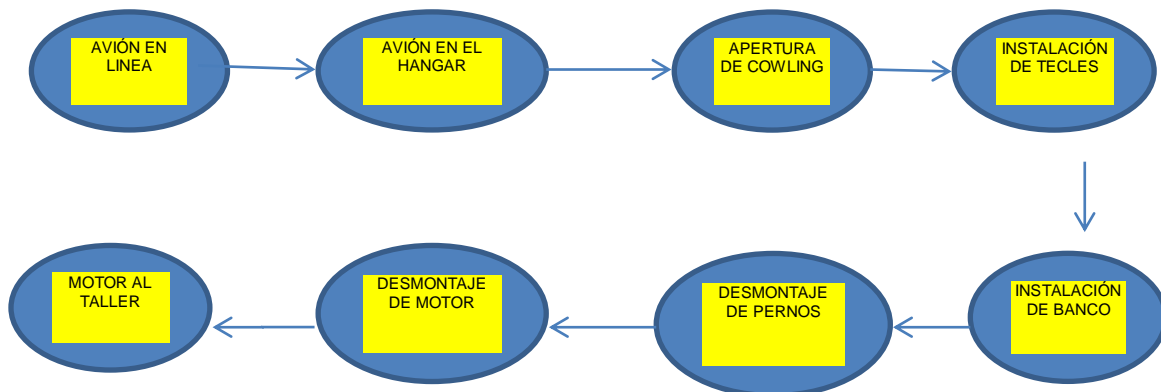 AVIÓN EN
LINEA
AVIÓN EN EL
HANGAR
APERTURA
DE COWLING
INSTALACIÓN
DE TECLES
INSTALACIÓN
DE BANCO
DESMONTAJE
DE PERNOS
DESMONTAJE
DE MOTOR
MOTOR AL
TALLER